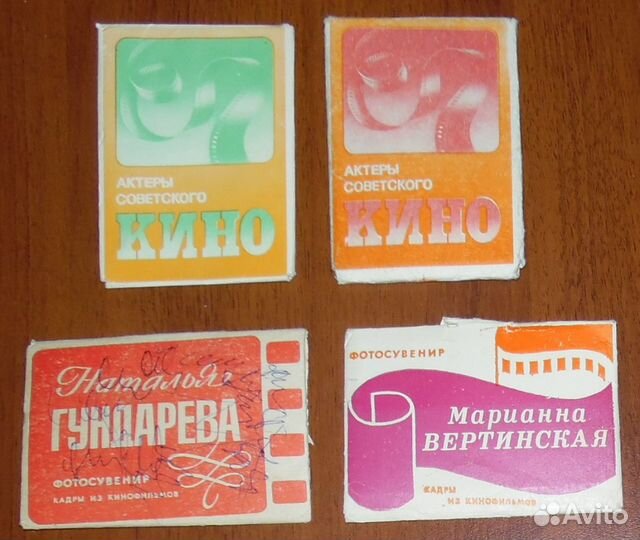 АКТЕРЫ
СОВЕТСКОГО
КИНО
АКТЕРЫ
СОВЕТСКОГО
КИНО
Наталья
ГУНДАРЕВА
ФОТОСУВЕНИР
КАДРЫ ИЗ КИНОФИЛЬМОВ
ФОТОСУВЕНИР
Марианна
ВЕРТИНСКАЯ
КАДРЫ
ИЗ КИНОФИЛЬМОВ
Avito